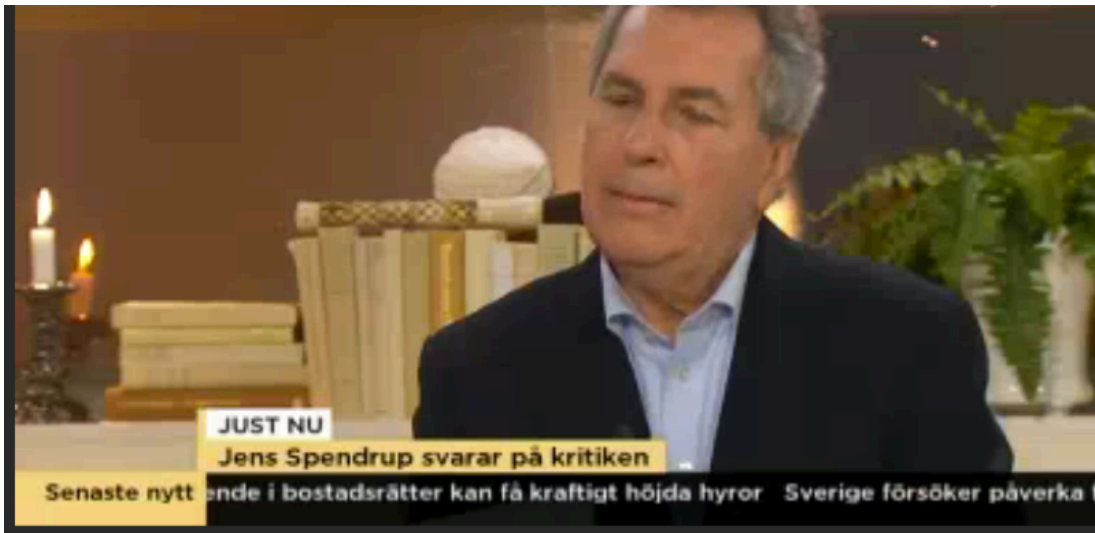 JUST NU
Jens Spendrup svarar på kritiken
Senaste nytt ende i bostadsrätter kan få kraftigt höjda hyror Sverige försöker påverka